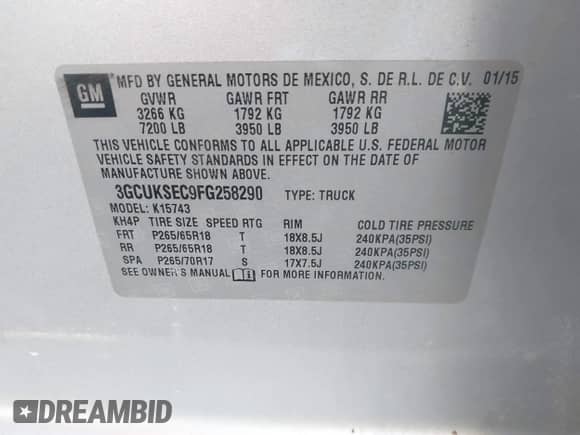 GM MFD BY GENERAL MOTORS DE MEXICO, S. DE R.L. DE C.V. 01/15
GVWR GAWR FRT GAWR RR
3266 KG 1792 KG 1792 KG
7200 LB 3950 LB 3950 LB
THIS VEHICLE CONFORMS TO ALL APPLICABLE U.S. FEDERAL MOTOR
VEHICLE SAFETY STANDARDS IN EFFECT ON THE DATE OF
MANUFACTURE SHOWN ABOVE.
3GCUKSEC9FG258290 TYPE: TRUCK
MODEL: K15743
KH4P TIRE SIZE SPEED RTG RIM COLD TIRE PRESSURE
FRT P265/65R18 T 18X8.5J 240KPA(35PSI)
RR P265/65R18 T 18X8.5J 240KPA(35PSI)
SPA P265/70R17 S 17X7.5J 240KPA(35PSI)
SEE OWNER'S MANUAL FOR MORE INFORMATION.
DREAMBID